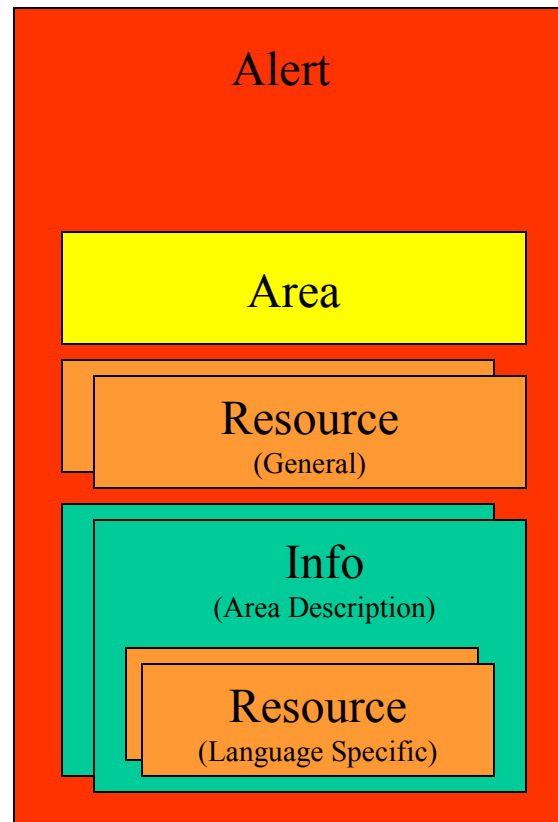 Alert
Area
Resource
(General)
Info
(Area Description)
Resource
(Language Specific)